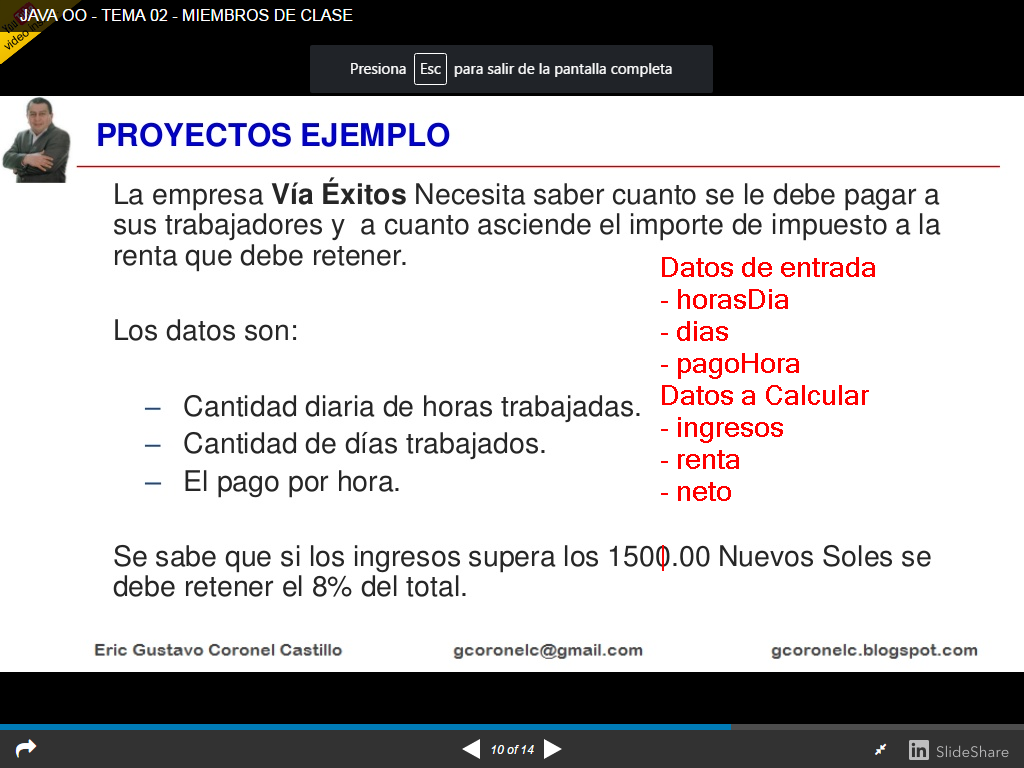 JAVA OO - TEMA 02 - MIEMBROS DE CLASE
Presiona Esc para salir de la pantalla completa
PROYECTOS EJEMPLO
La empresa Vía Éxitos Necesita saber cuanto se le debe pagar a
sus trabajadores y a cuanto asciende el importe de impuesto a la
renta que debe retener.
Datos de entrada
- horasDia
- dias
- pagoHora
Datos a Calcular
- ingresos
- renta
- neto
Los datos son:
– Cantidad diaria de horas trabajadas.
– Cantidad de días trabajados.
– El pago por hora.
Se sabe que si los ingresos supera los 1500.00 Nuevos Soles se
debe retener el 8% del total.
Eric Gustavo Coronel Castillo gcoronelc@gmail.com gcoronelc.blogspot.com
10 of 14
in SlideShare